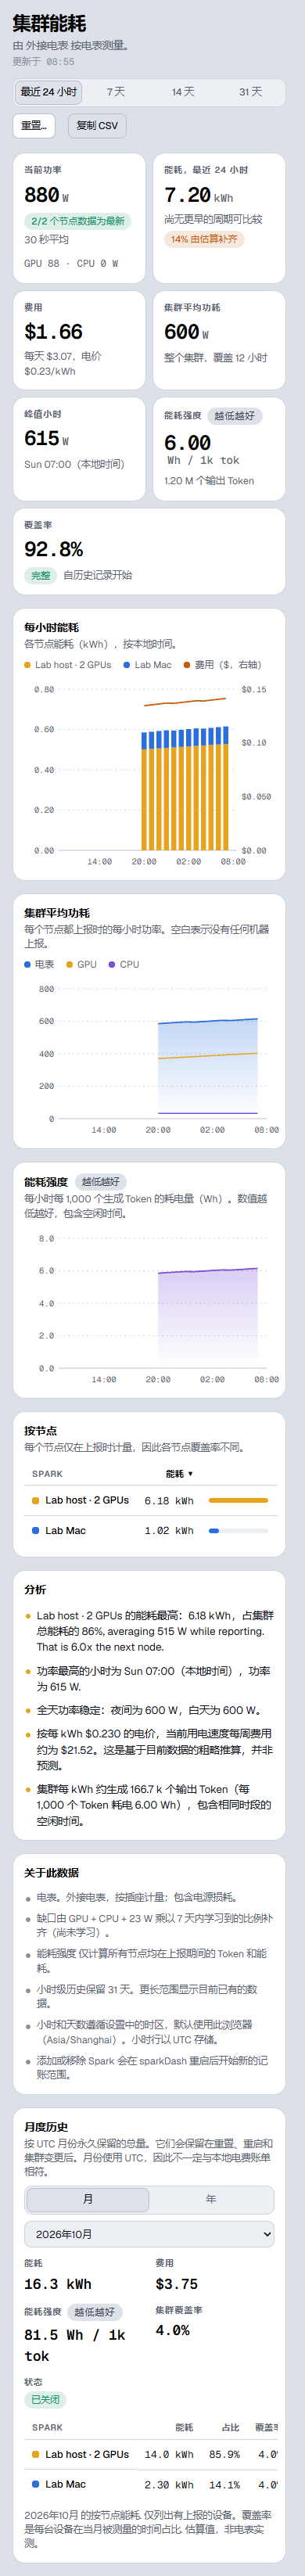 集群能耗
由 外接电表 按电表测量。
更新于 08:55
最近 24 小时 7 天 14 天 31 天
重置… 复制 CSV
当前功率
880 W
2/2 个节点数据为最新
30 秒平均
GPU 88 · CPU 0 W
能耗，最近 24 小时
7.20 kWh
尚无更早的周期可比较
14% 由估算补齐
费用
$1.66
每天 $3.07，电价
$0.23/kWh
集群平均功耗
600 W
整个集群，覆盖 12 小时
峰值小时
615 W
Sun 07:00（本地时间）
能耗强度 越低越好
6.00
Wh / 1k tok
1.20 M 个输出 Token
覆盖率
92.8%
完整 自历史记录开始
每小时能耗
各节点能耗（kWh），按本地时间。
Lab host · 2 GPUs Lab Mac 费用（$，右轴）
0.80 $0.15
0.60 $0.10
0.40
$0.050
0.20
0.00 $0.00
14:00 20:00 02:00 08:00
集群平均功耗
每个节点都上报时的每小时功率。空白表示没有任何机器
上报。
电表 GPU CPU
800
600
400
200
0
14:00 20:00 02:00 08:00
能耗强度 越低越好
每小时每 1,000 个生成 Token 的耗电量（Wh）。数值越
低越好，包含空闲时间。
8.0
6.0
4.0
2.0
0.0
14:00 20:00 02:00 08:00
按节点
每个节点仅在上报时计量，因此各节点覆盖率不同。
SPARK 能耗 ▼
Lab host · 2 GPUs 6.18 kWh
Lab Mac 1.02 kWh
分析
Lab host · 2 GPUs 的能耗最高：6.18 kWh，占集群
总能耗的 86%, averaging 515 W while reporting.
That is 6.0x the next node.
功率最高的小时为 Sun 07:00（本地时间），功率
为 615 W.
全天功率稳定：夜间为 600 W，白天为 600 W。
按每 kWh $0.230 的电价，当前用电速度每周费用
约为 $21.52。这是基于目前数据的粗略推算，并非
预测。
集群每 kWh 约生成 166.7 k 个输出 Token（每
1,000 个 Token 耗电 6.00 Wh），包含相同时段的
空闲时间。
关于此数据
电表。外接电表，按插座计量；包含电源损耗。
缺口由 GPU + CPU + 23 W 乘以 7 天内学习到的比例补
齐（尚未学习）。
能耗强度 仅计算所有节点均在上报期间的 Token 和能
耗。
小时级历史保留 31 天。更长范围显示目前已有的数
据。
小时和天数遵循设置中的时区，默认使用此浏览器
（Asia/Shanghai）。小时行以 UTC 存储。
添加或移除 Spark 会在 sparkDash 重启后开始新的记
账范围。
月度历史
按 UTC 月份永久保留的总量。它们会保留在重置、重启和
集群变更后。月份使用 UTC，因此不一定与本地电费账单
相符。
月 年
2026年10月
能耗
16.3 kWh
费用
$3.75
能耗强度 越低越好
81.5 Wh / 1k
tok
集群覆盖率
4.0%
状态
已关闭
SPARK 能耗 占比 覆盖率
Lab host · 2 GPUs 14.0 kWh 85.9% 4.0%
Lab Mac 2.30 kWh 14.1% 4.0%
2026年10月 的按节点能耗, 仅列出有上报的设备。覆盖率
是每台设备在当月被测量的时间占比, 估算值，非电表实
测。